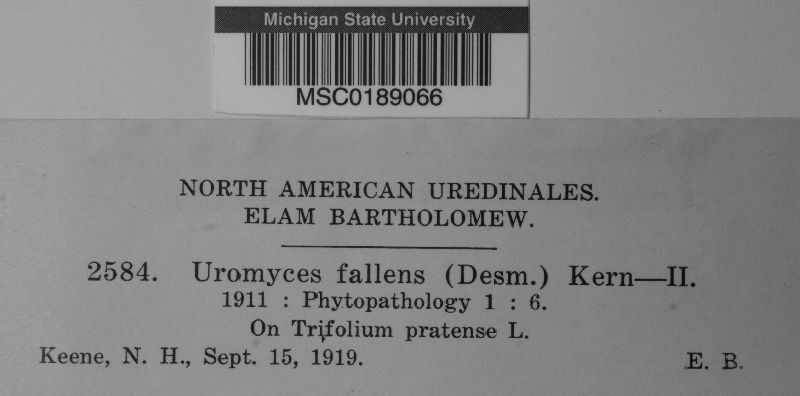 Michigan State University
MSC0189066
NORTH AMERICAN UREDINALES.
ELAM BARTHOLOMEW.
2584. Uromyces fallens (Desm.) Kern—II.
1911 : Phytopathology 1 : 6.
On Trifolium pratense L.
Keene, N. H., Sept. 15, 1919. E. B.